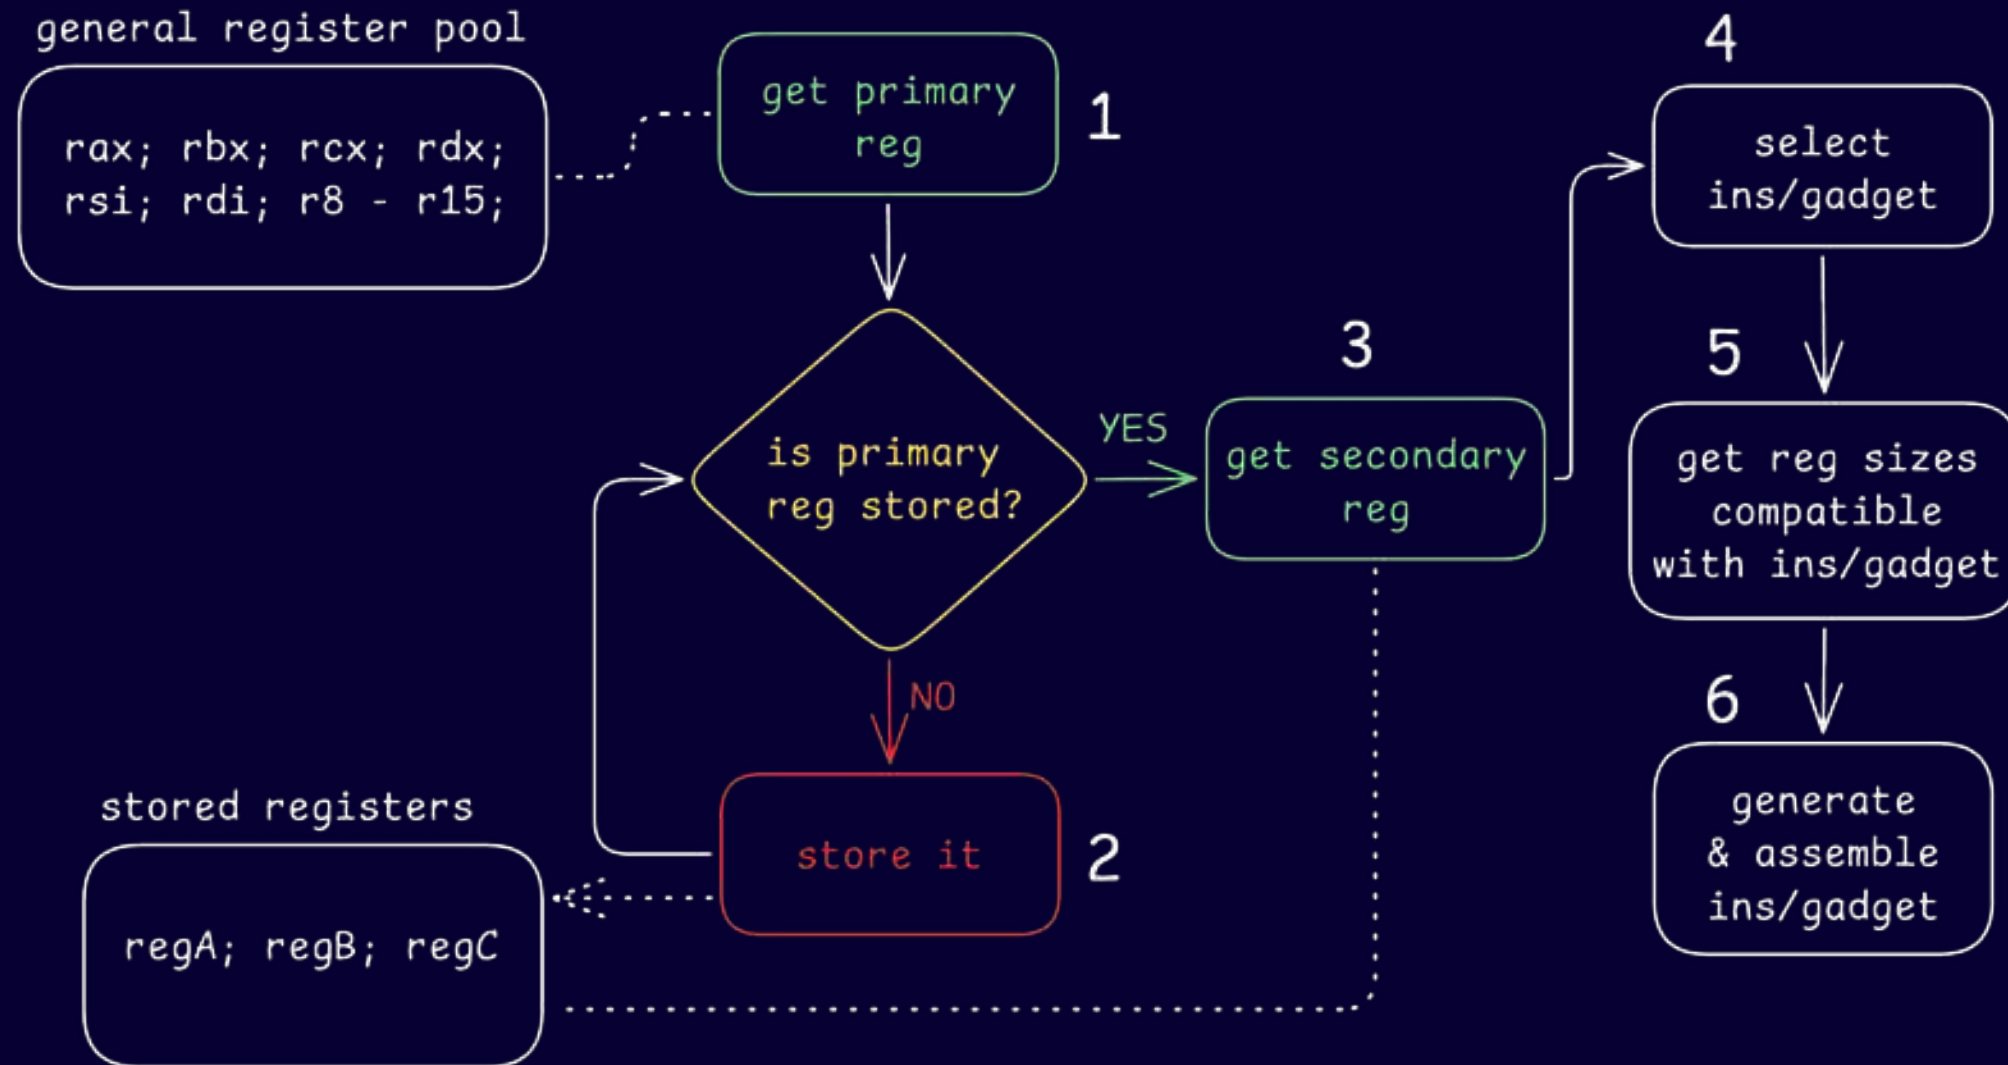 general register pool
rax; rbx; rcx; rdx;
rsi; rdi; r8 - r15;
get primary
reg
1
is primary
reg stored?
YES
NO
store it
2
stored registers
regA; regB; regC
3
get secondary
reg
4
select
ins/gadget
5
get reg sizes
compatible
with ins/gadget
6
generate
& assemble
ins/gadget